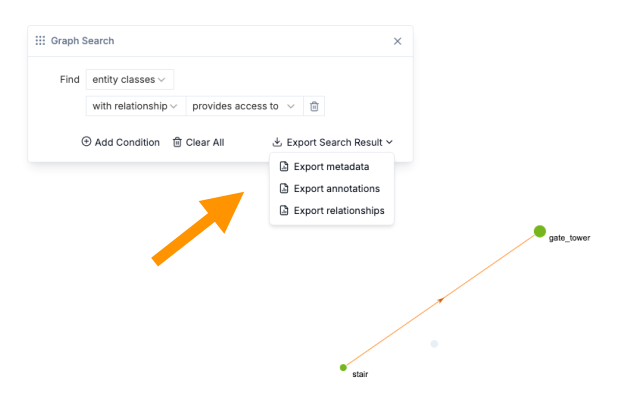 Graph Search
Find entity classes
with relationship provides access to
Add Condition Clear All Export Search Result
Export metadata
Export annotations
Export relationships
gate_tower
stair